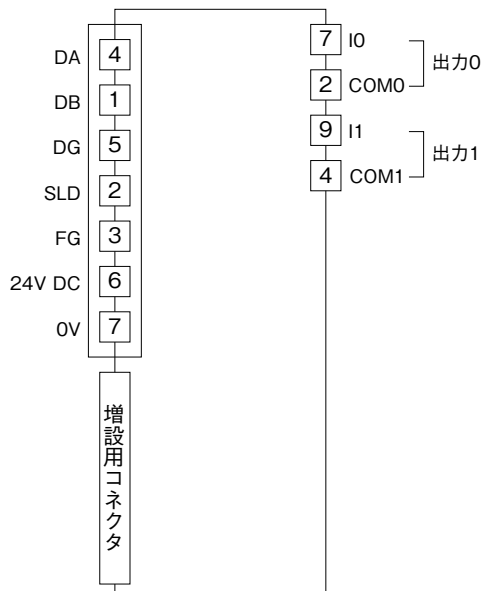 DA 4
DB 1
DG 5
SLD 2
FG 3
24V DC 6
0V 7
増設用コネクタ
7 I0
2 COM0
出力0
9 I1
4 COM1
出力1